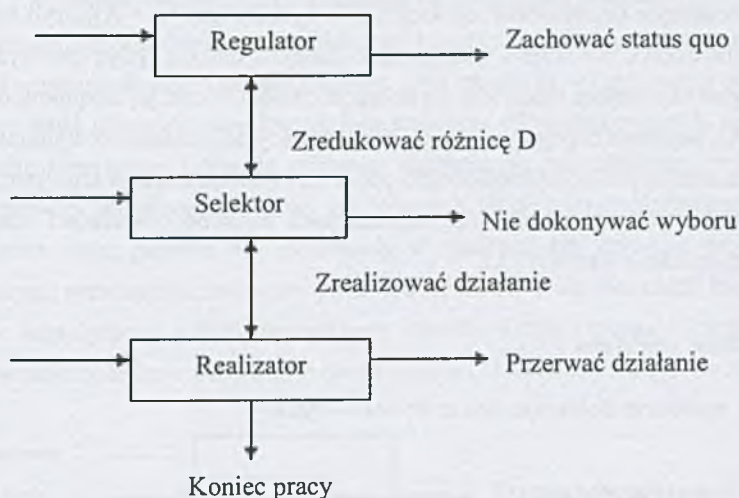 Regulator
Zachować status quo
Zredukować różnicę D
Selektor
Nie dokonywać wyboru
Zrealizować działanie
Realizator
Przerwać działanie
Koniec pracy